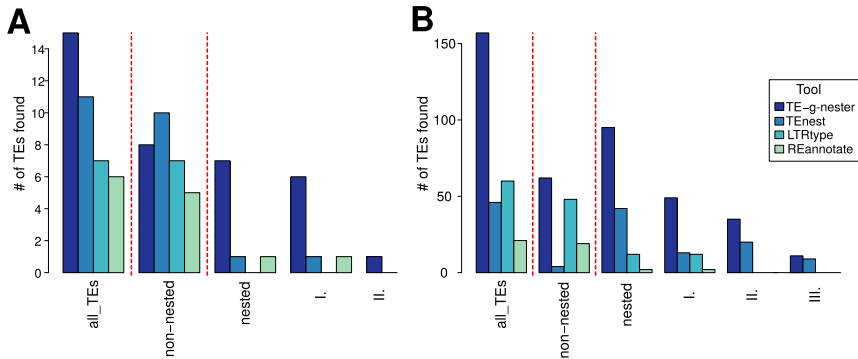 A
# of TEs found
14
12
10
8
6
4
2
0
all_TEs
non-nested
nested
I.
II.
B
# of TEs found
150
100
50
0
all_TEs
non-nested
nested
I.
II.
III.
Tool
TE-g-nester
TEnest
LTRtype
REannotate